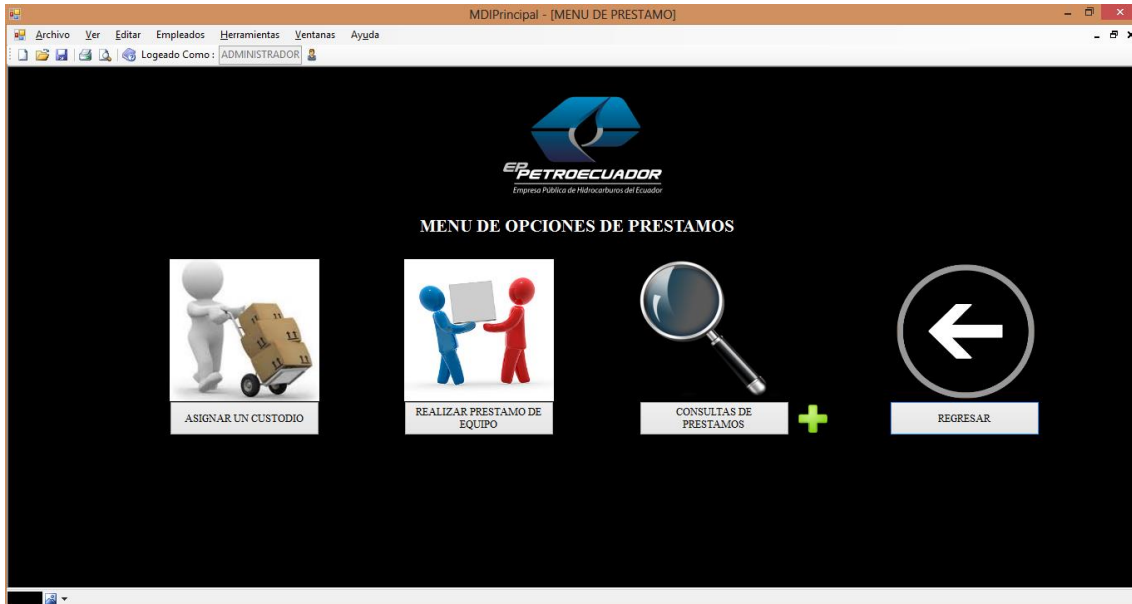 MDIPrincipal - [MENU DE PRESTAMO]
Archivo Ver Editar Empleados Herramientas Ventanas Ayuda
Logeado Como : ADMINISTRADOR
EP PETROECUADOR
Empresa Pública de Hidrocarburos del Ecuador
MENU DE OPCIONES DE PRESTAMOS
ASIGNAR UN CUSTODIO
REALIZAR PRESTAMO DE
EQUIPO
CONSULTAS DE
PRESTAMOS
REGRESAR